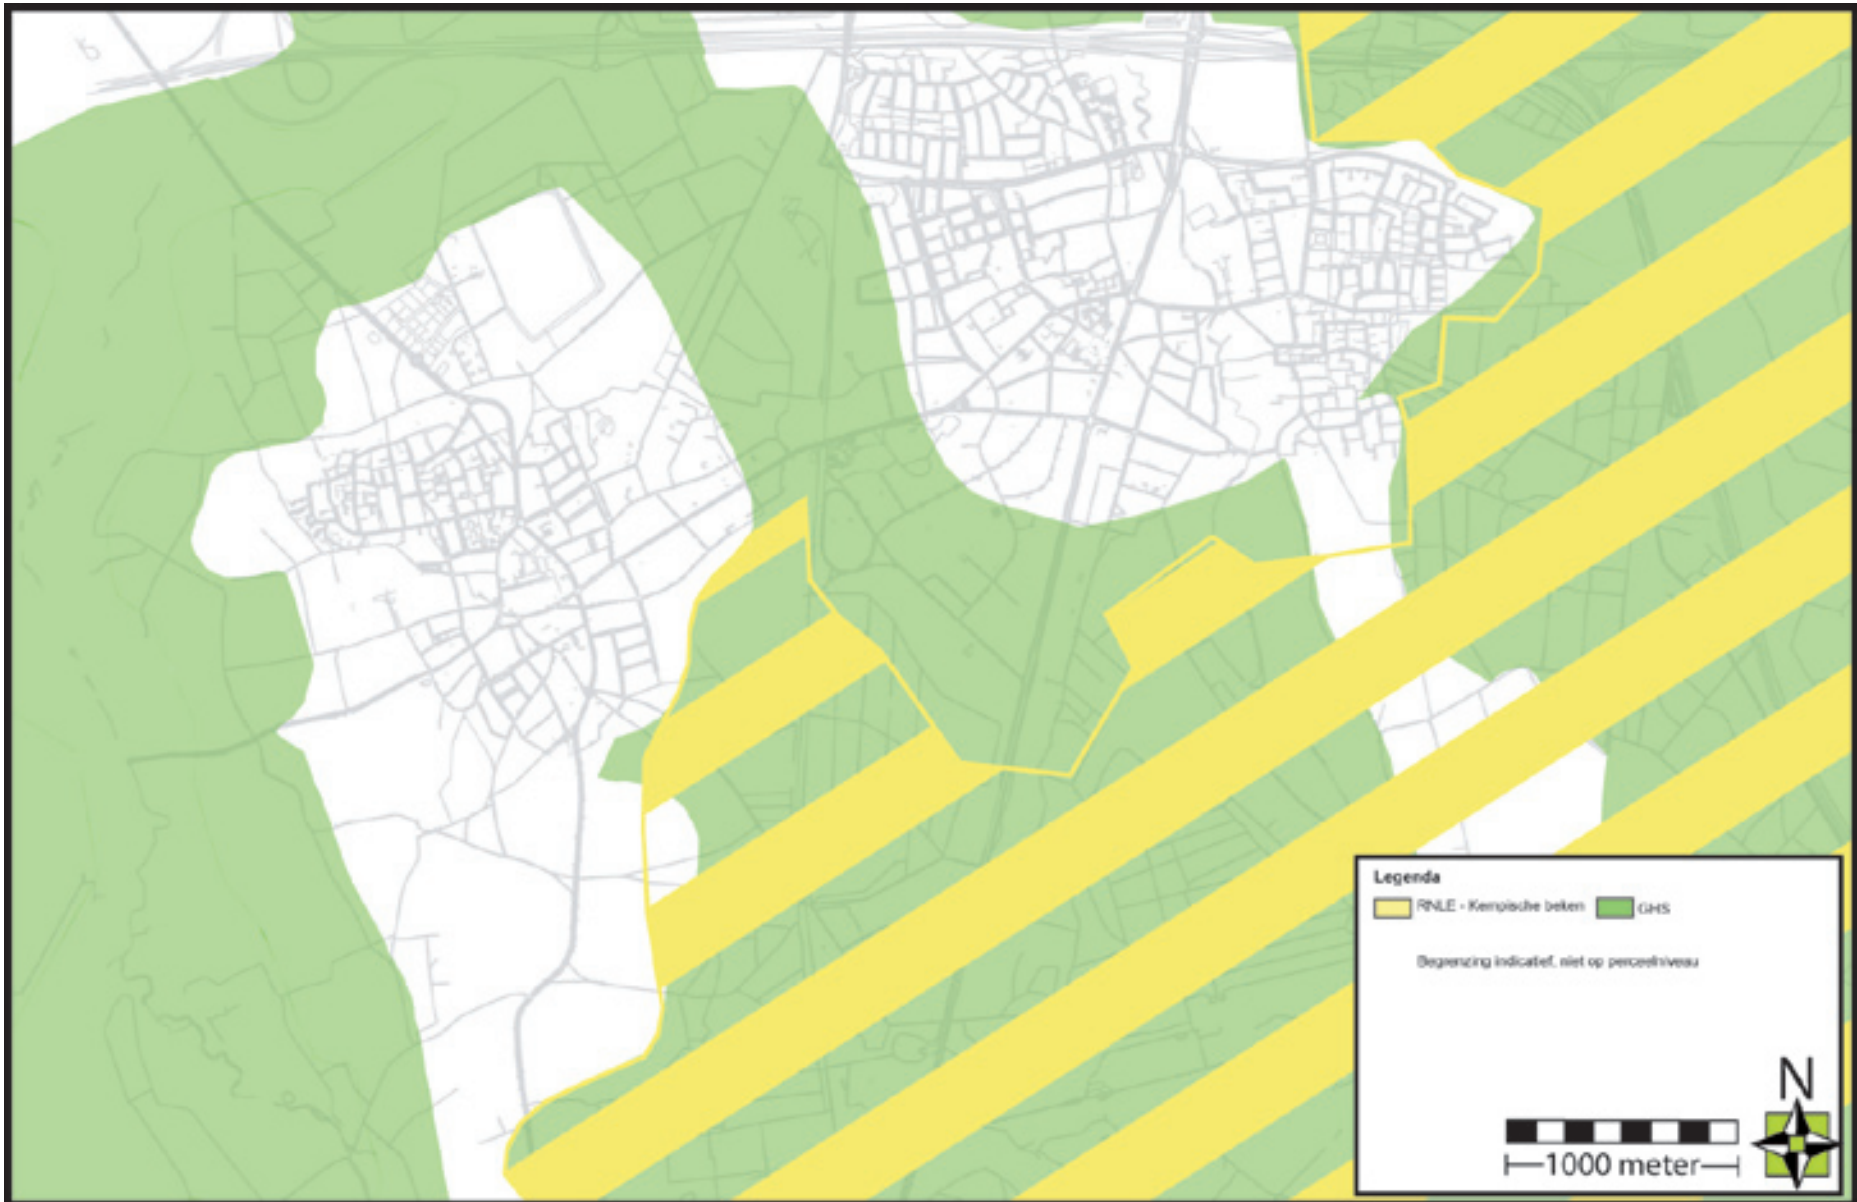 Legenda
RNLE - Kempische beken GHS
Begrenzing indicatief, niet op perceelniveau
N
1000 meter